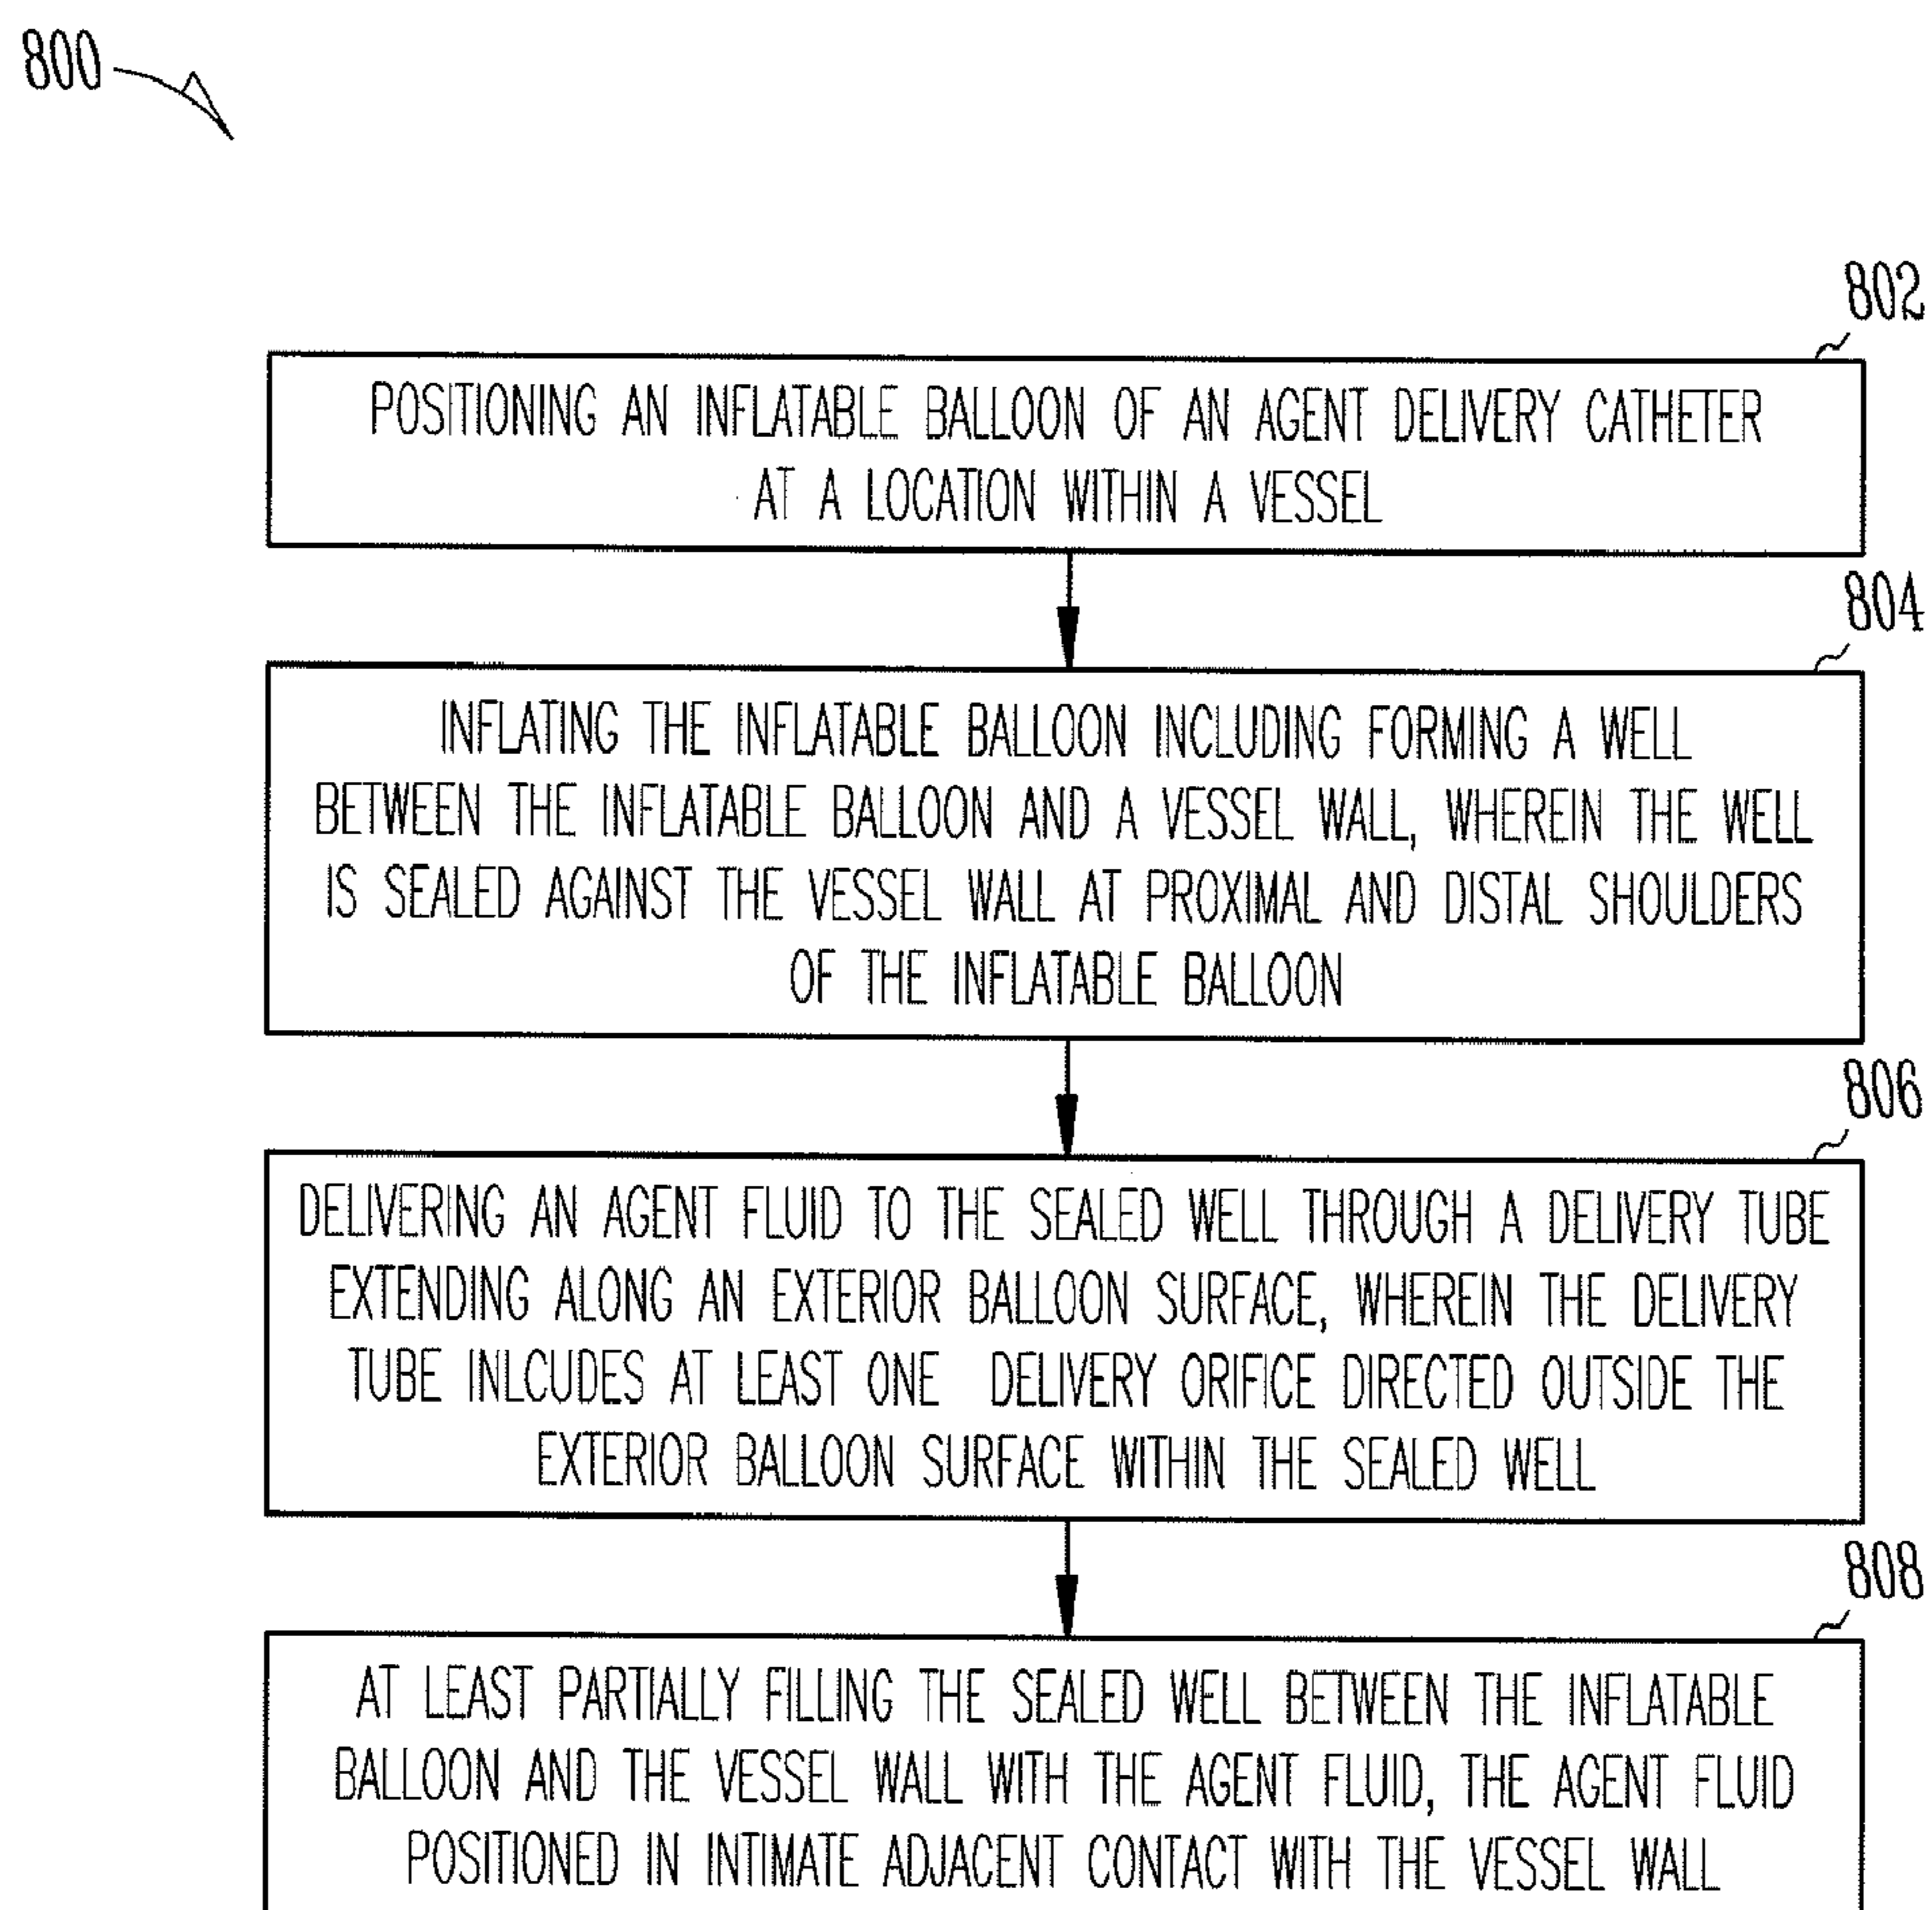 800
802
POSITIONING AN INFLATABLE BALLOON OF AN AGENT DELIVERY CATHETER
AT A LOCATION WITHIN A VESSEL
804
INFLATING THE INFLATABLE BALLOON INCLUDING FORMING A WELL
BETWEEN THE INFLATABLE BALLOON AND A VESSEL WALL, WHEREIN THE WELL
IS SEALED AGAINST THE VESSEL WALL AT PROXIMAL AND DISTAL SHOULDERS
OF THE INFLATABLE BALLOON
806
DELIVERING AN AGENT FLUID TO THE SEALED WELL THROUGH A DELIVERY TUBE
EXTENDING ALONG AN EXTERIOR BALLOON SURFACE, WHEREIN THE DELIVERY
TUBE INLCUDES AT LEAST ONE DELIVERY ORIFICE DIRECTED OUTSIDE THE
EXTERIOR BALLOON SURFACE WITHIN THE SEALED WELL
808
AT LEAST PARTIALLY FILLING THE SEALED WELL BETWEEN THE INFLATABLE
BALLOON AND THE VESSEL WALL WITH THE AGENT FLUID, THE AGENT FLUID
POSITIONED IN INTIMATE ADJACENT CONTACT WITH THE VESSEL WALL